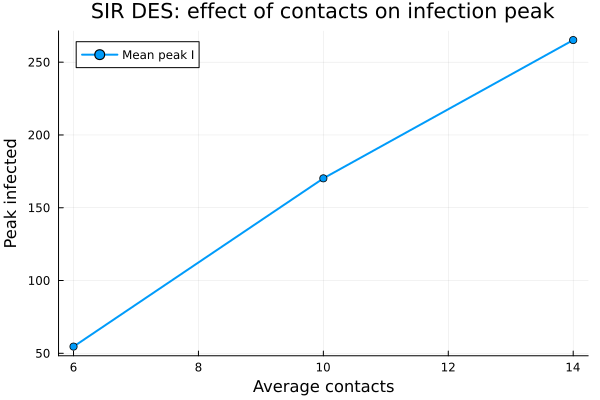 SIR DES: effect of contacts on infection peak
Mean peak I
Peak infected
250
200
150
100
50
6
8
10
12
14
Average contacts